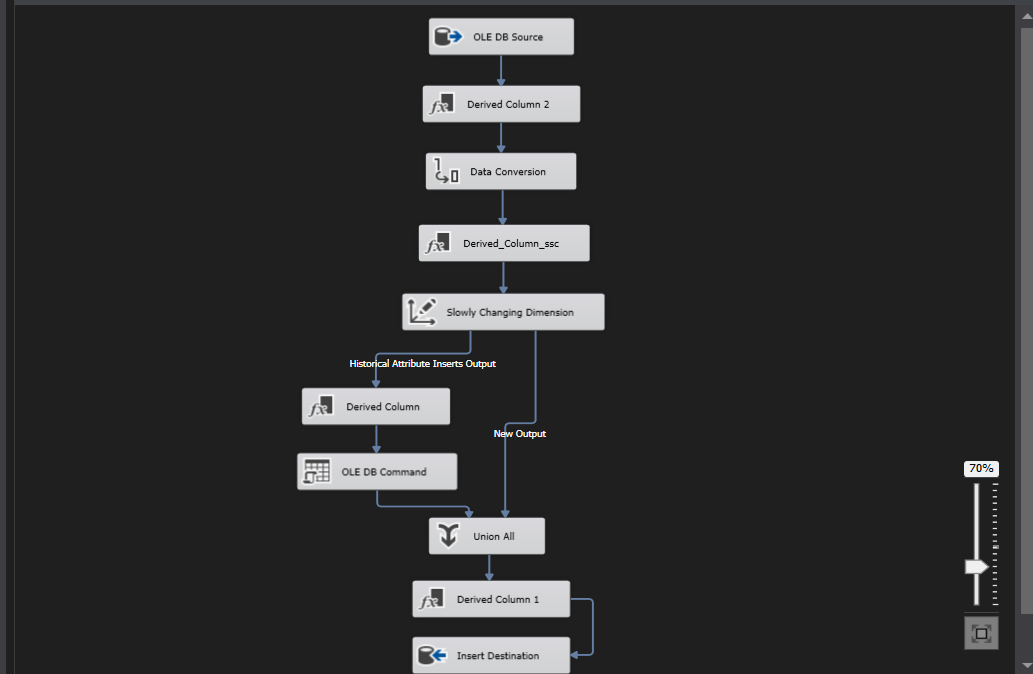 OLE DB Source
Derived Column 2
Data Conversion
Derived_Column_ssc
Slowly Changing Dimension
Historical Attribute Inserts Output
Derived Column
New Output
OLE DB Command
70%
Union All
Derived Column 1
Insert Destination